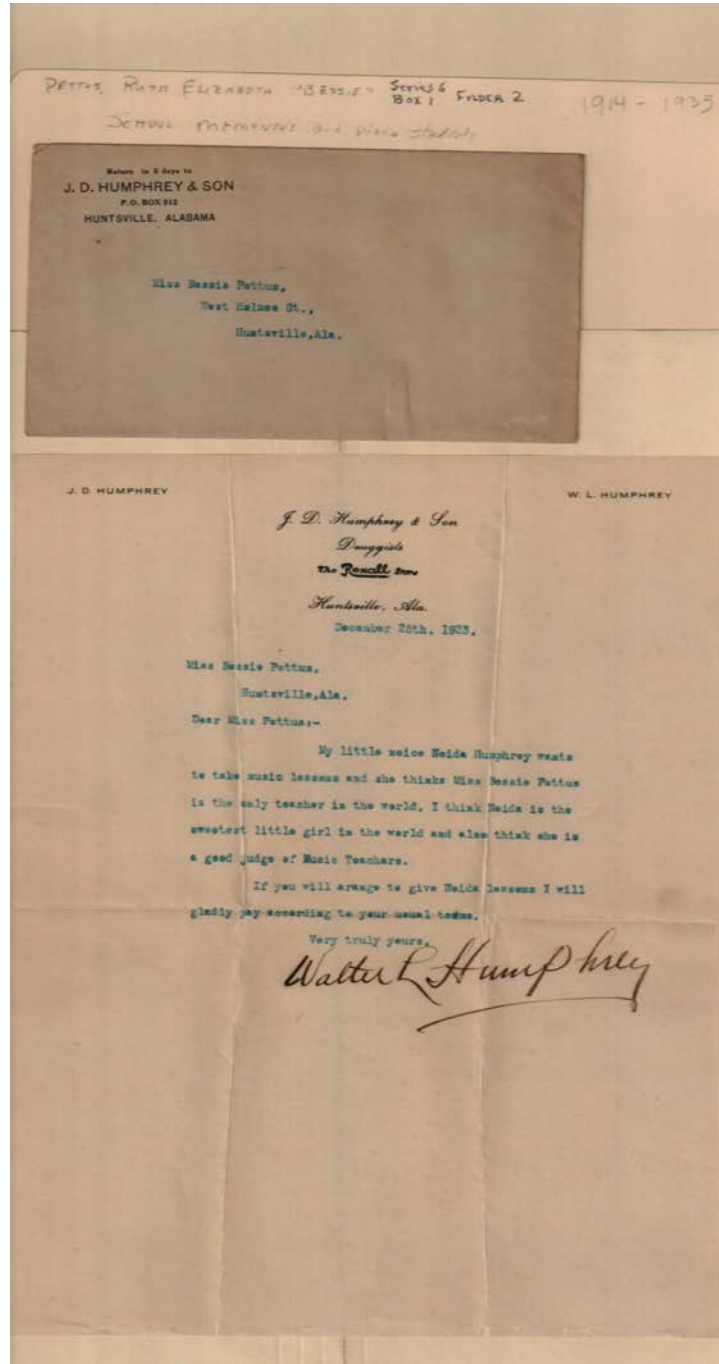 PETTUS, RUTH ELIZABETH "BESSIE" Series 6 Box 1 FOLDER 2 1914 - 1935
SCHOOL MEMENTOS and piano students
Return in 5 days to
J. D. HUMPHREY & SON
P.O. BOX 312
HUNTSVILLE, ALABAMA
Miss Bessie Pettus,
West Holmes St.,
Huntsville,Ala.
J. D. HUMPHREY
W. L. HUMPHREY
J. D. Humphrey & Son
Druggists
The Rexall Store
Huntsville, Ala.
December 25th, 1923.
Miss Bessie Pettus,
Huntsville,Ala.
Dear Miss Pettus:-
My little neice Neida Humphrey wants
to take music lessons and she thinks Miss Bessie Pettus
is the only teacher in the world, I think Neida is the
sweetest little girl in the world and also think she is
a good judge of Music Teachers.
If you will arange to give Neida lessons I will
gladly pay according to your usual terms.
Very truly yours,
Walter L Humphrey